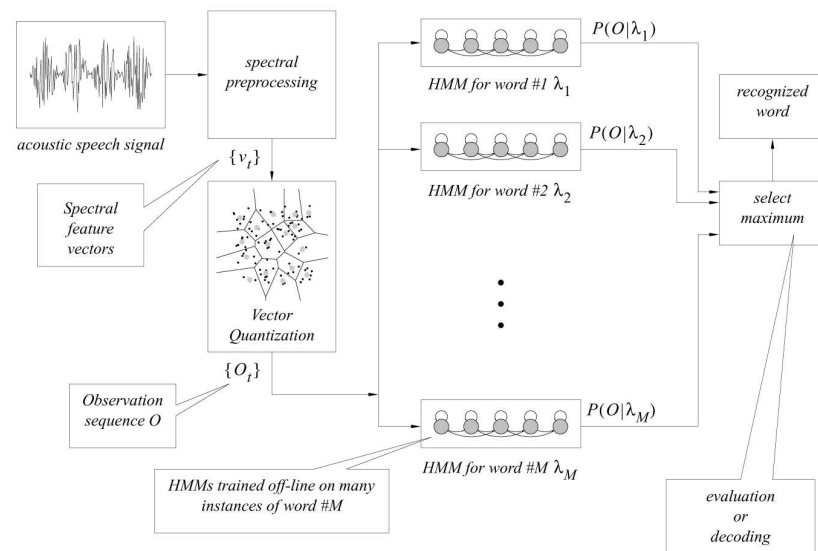 acoustic speech signal
spectral
preprocessing
{v_t}
Spectral
feature
vectors
Vector
Quantization
{O_t}
Observation
sequence O
HMM for word #1 λ_1
P(O|λ_1)
HMM for word #2 λ_2
P(O|λ_2)
HMM for word #M λ_M
P(O|λ_M)
HMMs trained off-line on many
instances of word #M
recognized
word
select
maximum
evaluation
or
decoding